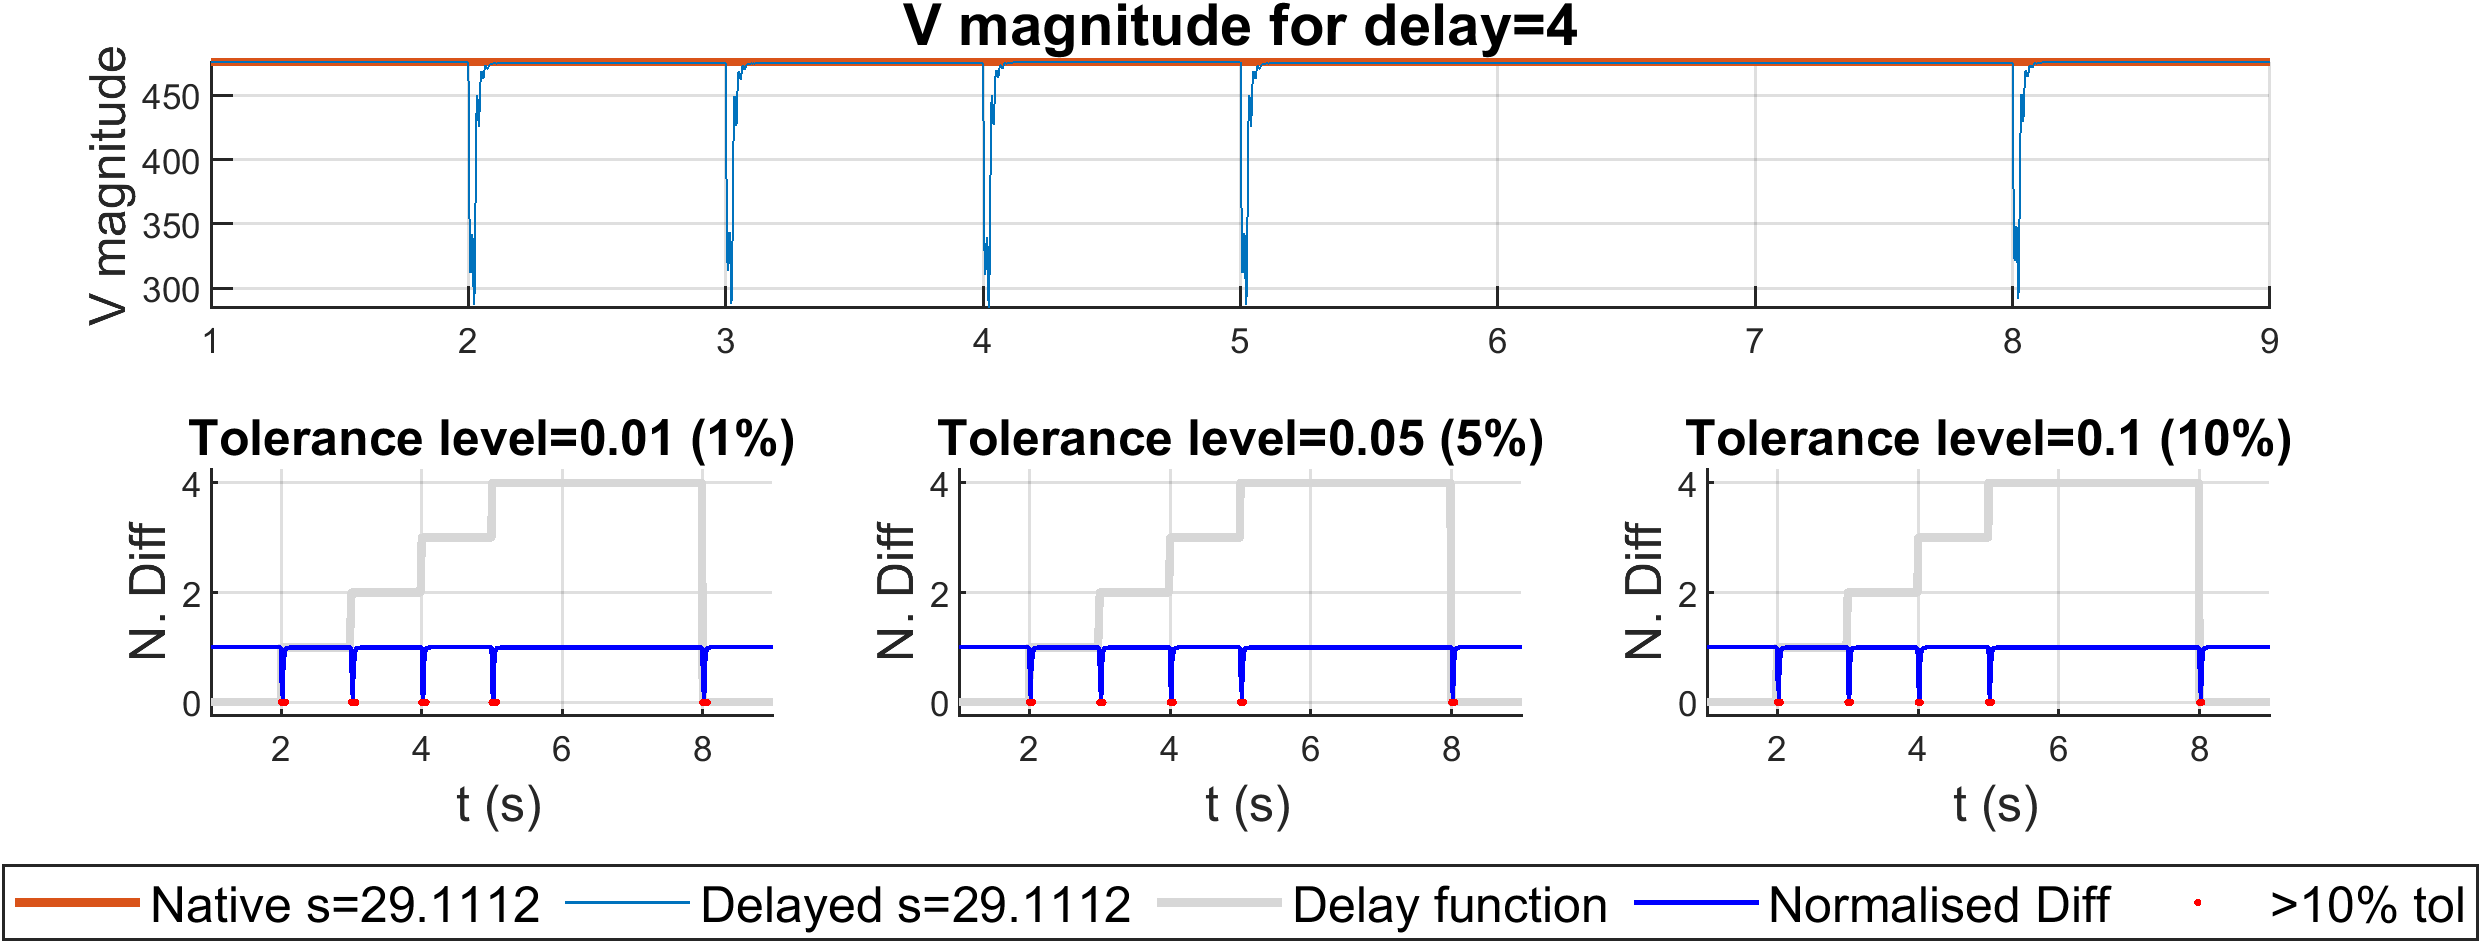 V magnitude for delay=4
V magnitude
450
400
350
300
1 2 3 4 5 6 7 8 9
Tolerance level=0.01 (1%)
N. Diff
4
2
0
2 4 6 8
t (s)
Tolerance level=0.05 (5%)
N. Diff
4
2
0
2 4 6 8
t (s)
Tolerance level=0.1 (10%)
N. Diff
4
2
0
2 4 6 8
t (s)
Native s=29.1112 Delayed s=29.1112 Delay function Normalised Diff >10% tol